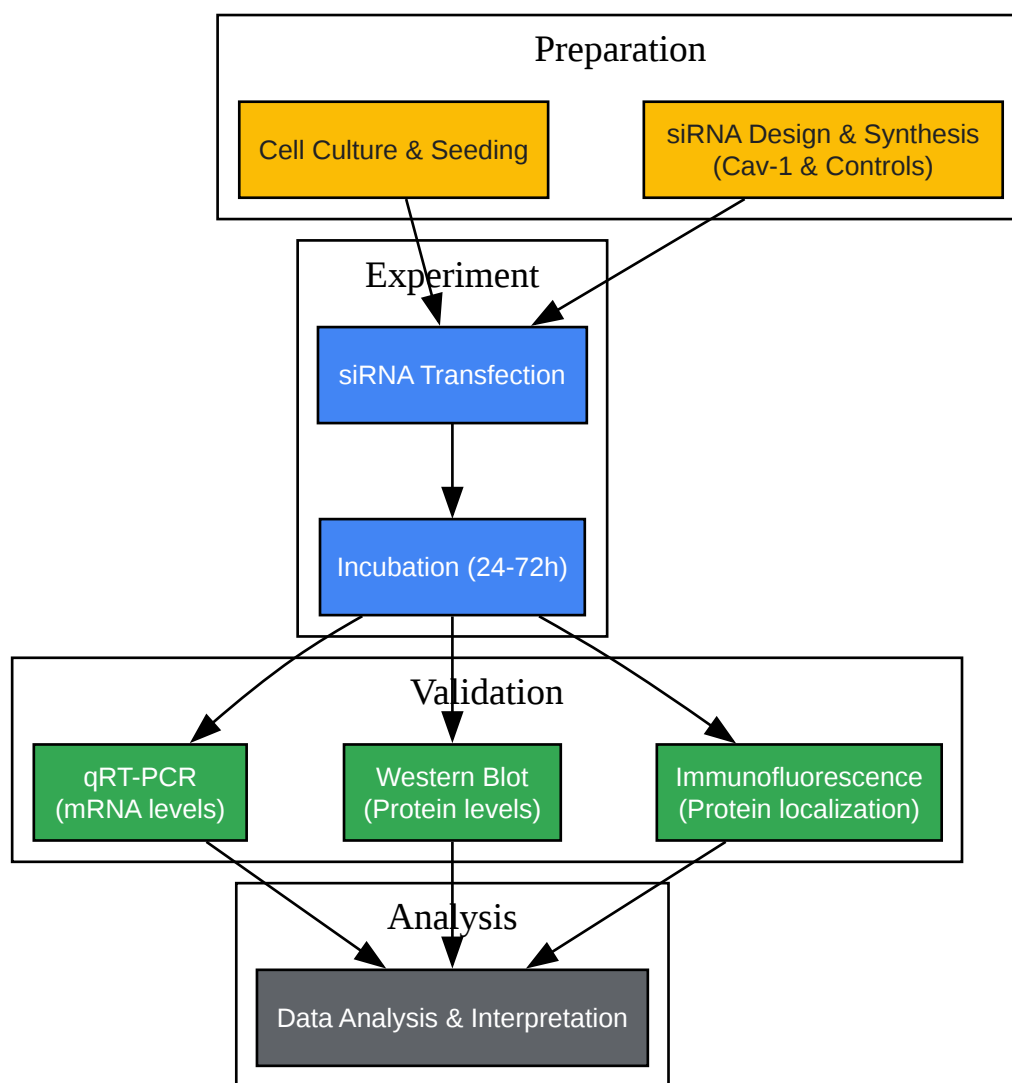 Preparation
Cell Culture & Seeding
siRNA Design & Synthesis
(Cav-1 & Controls)
Experiment
siRNA Transfection
Incubation (24-72h)
Validation
qRT-PCR
(mRNA levels)
Western Blot
(Protein levels)
Immunofluorescence
(Protein localization)
Analysis
Data Analysis & Interpretation